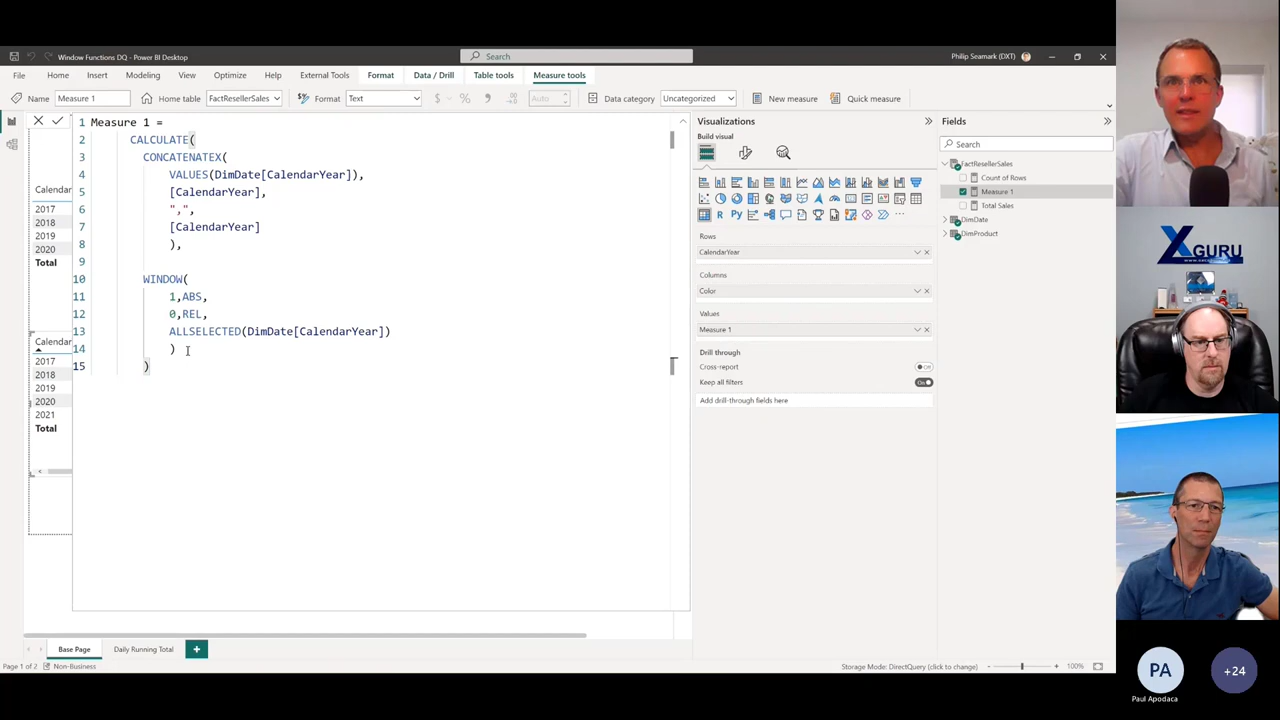 Window Functions DQ - Power BI Desktop
Search
Philip Seamark (DXT)
File Home Insert Modeling View Optimize Help External Tools Format Data / Drill Table tools Measure tools
Name Measure 1 Home table FactResellerSales Format Text $ % Auto Data category Uncategorized New measure Quick measure
1 Measure 1 =
2 CALCULATE(
3 CONCATENATEX(
4 VALUES(DimDate[CalendarYear]),
5 [CalendarYear],
6 ",",
7 [CalendarYear]
8 ),
9
10 WINDOW(
11 1,ABS,
12 0,REL,
13 ALLSELECTED(DimDate[CalendarYear])
14 )
15 )
Calendar
2017
2018
2019
2020
Total
Calendar
2017
2018
2019
2020
2021
Total
Visualizations
Build visual
Rows
CalendarYear
Columns
Color
Values
Measure 1
Drill through
Cross-report Off
Keep all filters On
Add drill-through fields here
Fields
Search
FactResellerSales
Count of Rows
Measure 1
Total Sales
DimDate
DimProduct
Base Page Daily Running Total
Page 1 of 2 Non-Business Storage Mode: DirectQuery (click to change) 100%
XGURU
PA
Paul Apodaca
+24